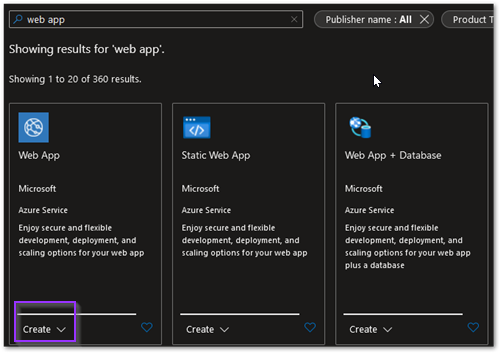 web app
Publisher name : All
Product T
Showing results for 'web app'.
Showing 1 to 20 of 360 results.
Web App
Microsoft
Azure Service
Enjoy secure and flexible
development, deployment, and
scaling options for your web app
Create
Static Web App
Microsoft
Azure Service
Enjoy secure and flexible
development, deployment, and
scaling options for your web app
Create
Web App + Database
Microsoft
Azure Service
Enjoy secure and flexible
development, deployment, and
scaling options for your web app
plus a database
Create